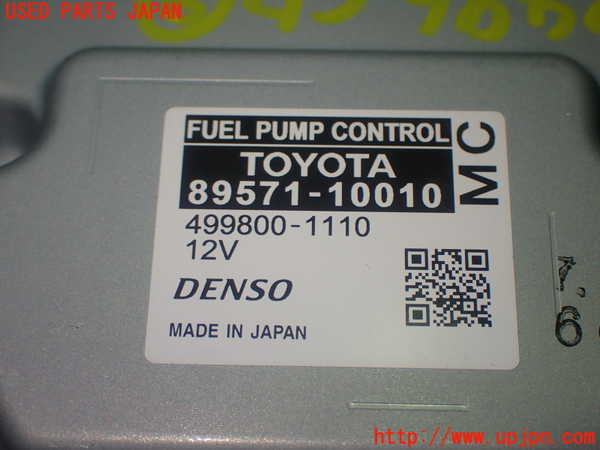 USED PARTS JAPAN
FUEL PUMP CONTROL
TOYOTA
89571-10010
MC
499800-1110
12V
DENSO
MADE IN JAPAN
http://www.upjpn.com